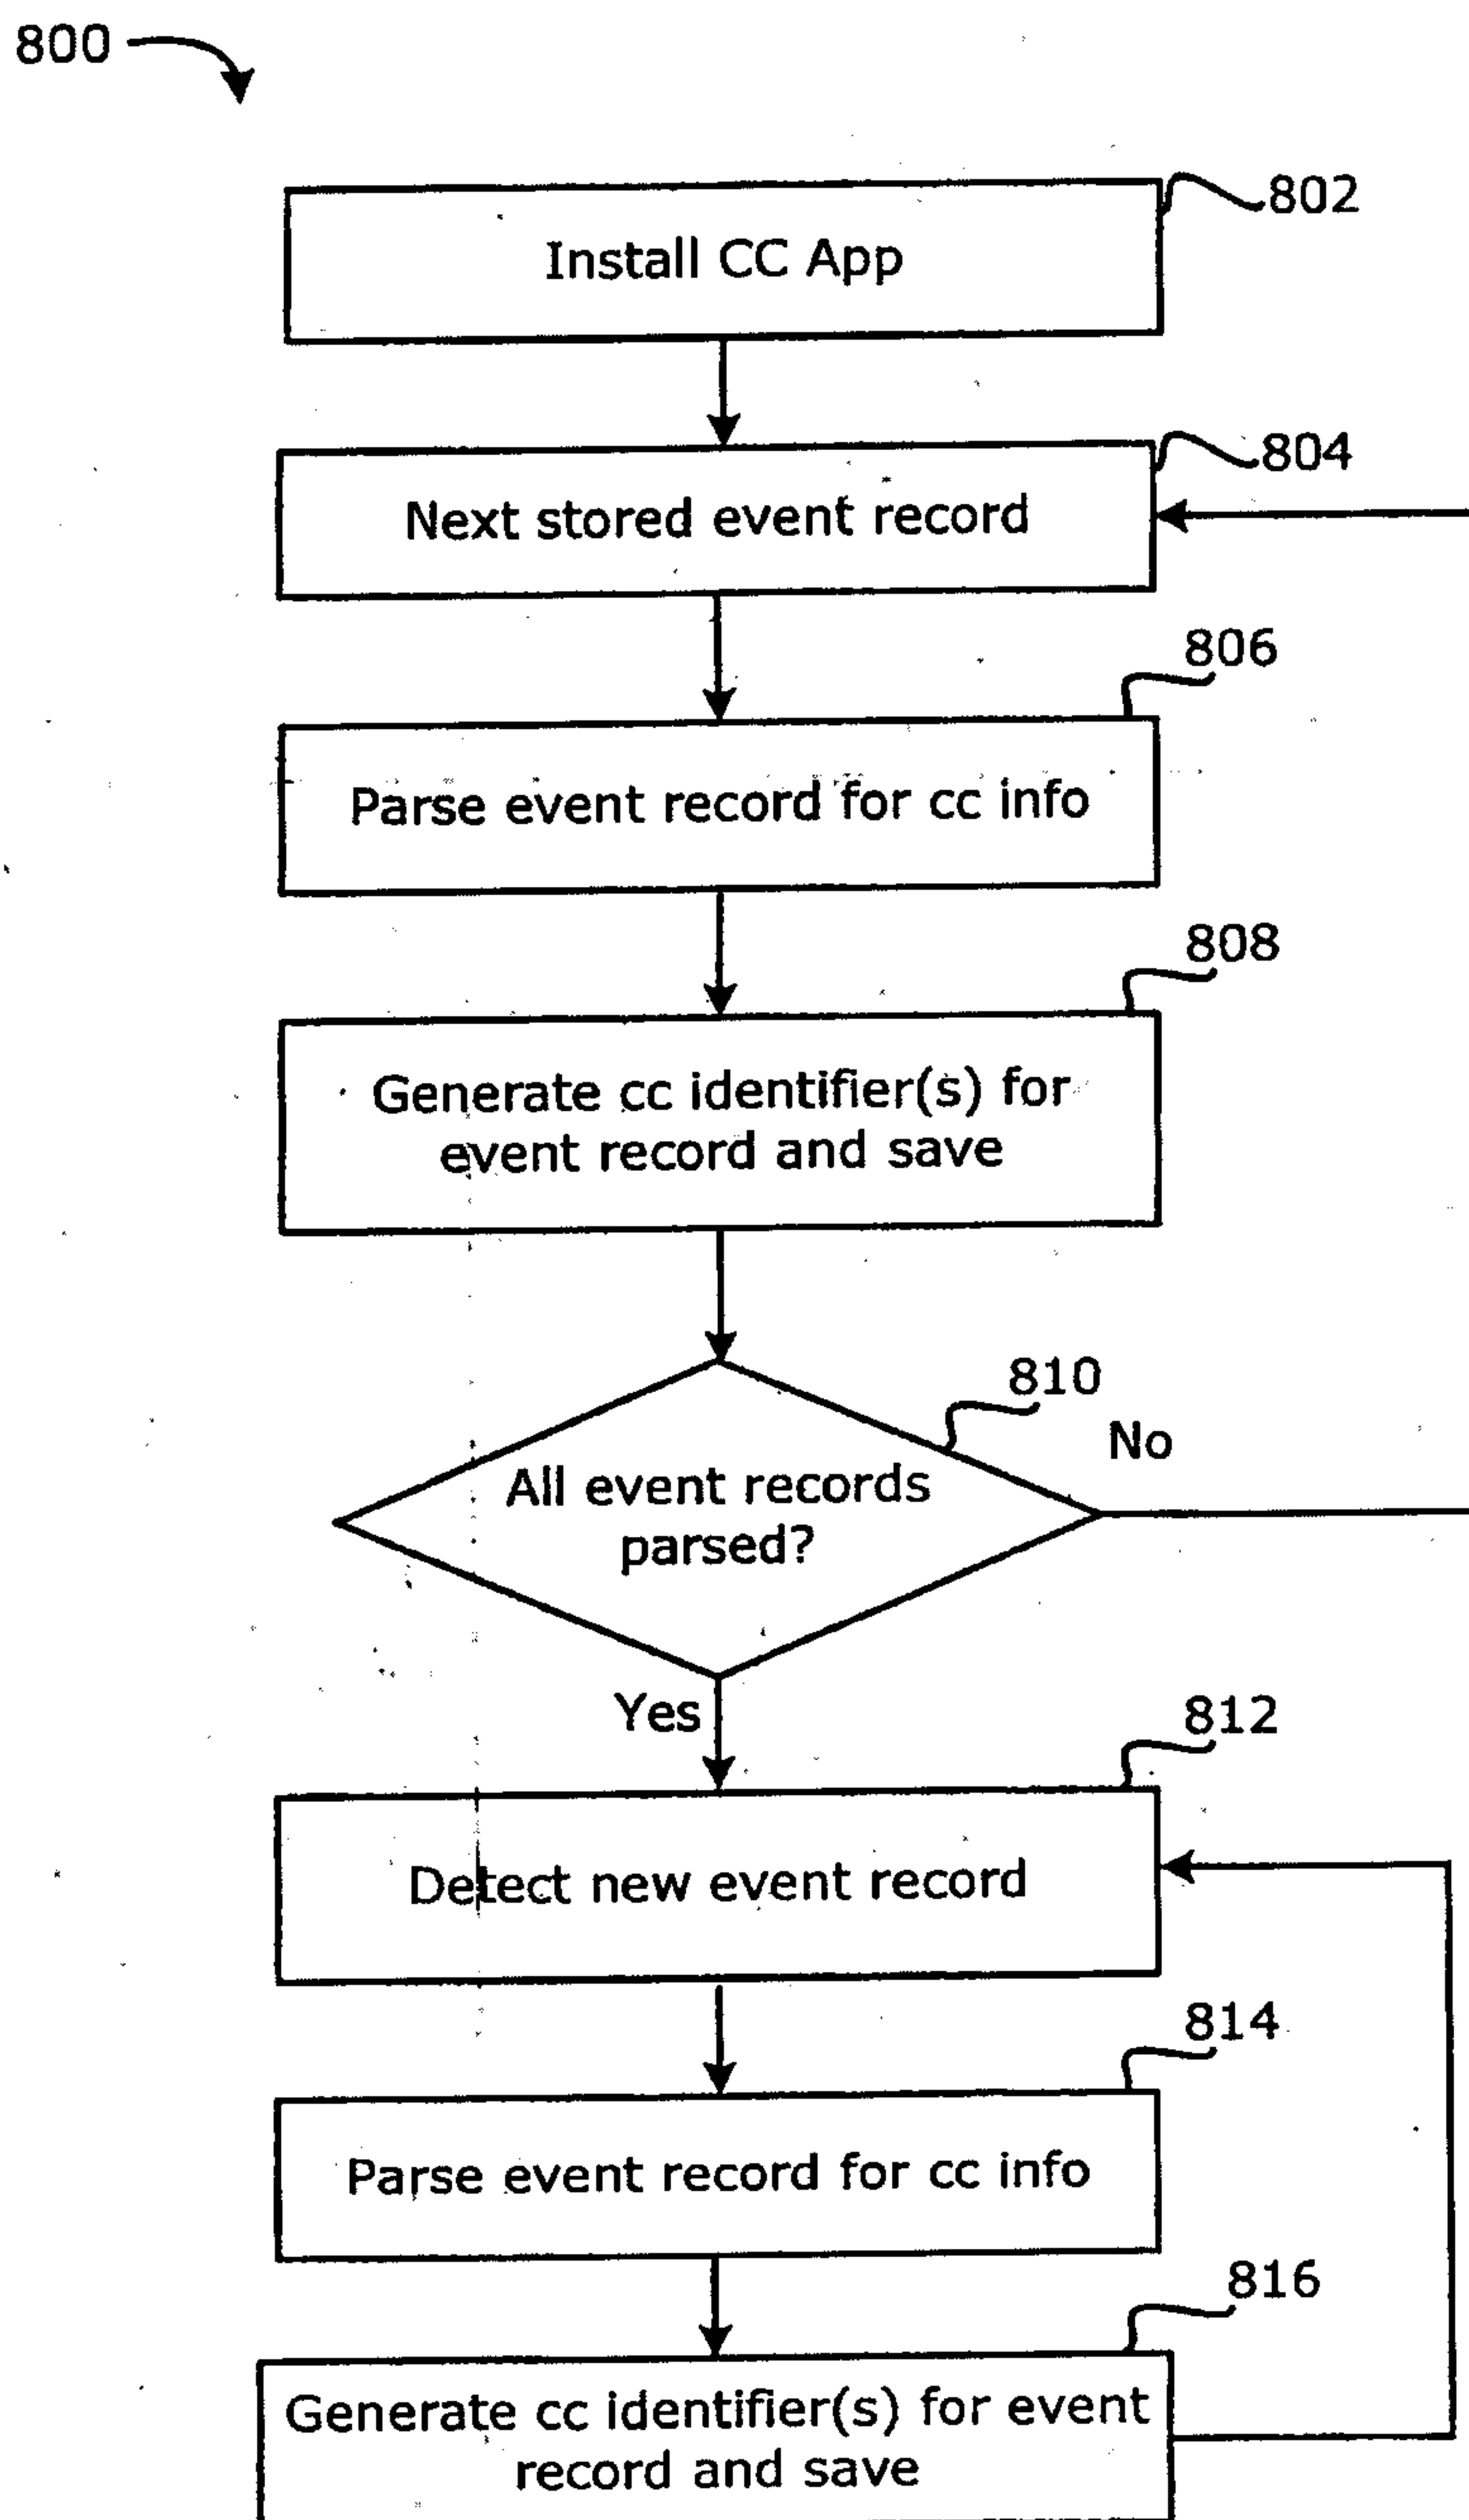 800
802
Install CC App
804
Next stored event record
806
Parse event record for cc info
808
Generate cc identifier(s) for
event record and save
810
No
All event records
parsed?
Yes
812
Detect new event record
814
Parse event record for cc info
816
Generate cc identifier(s) for event
record and save